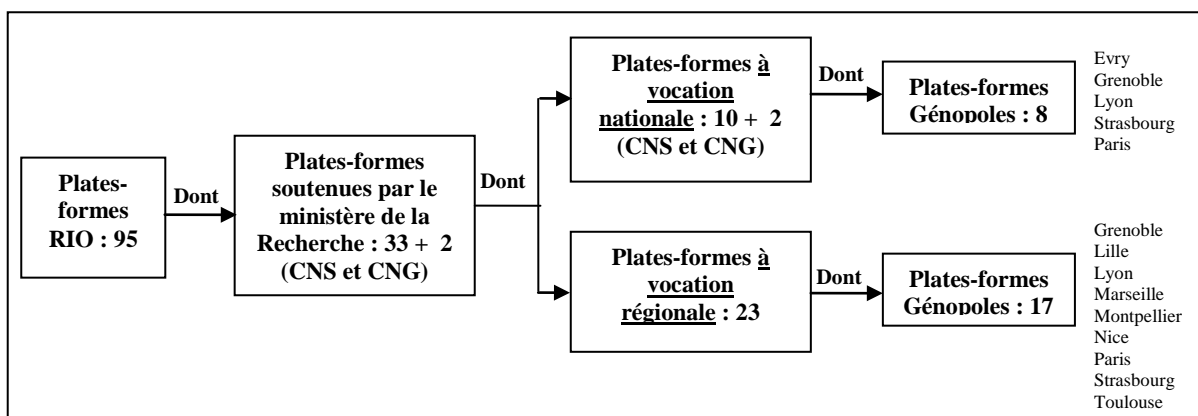 Plates-
formes
RIO : 95
Dont
Plates-formes
soutenues par le
ministère de la
Recherche : 33 + 2
(CNS et CNG)
Dont
Plates-formes à
vocation
nationale : 10 + 2
(CNS et CNG)
Dont
Plates-formes
Génopoles : 8
Evry
Grenoble
Lyon
Strasbourg
Paris
Plates-formes à
vocation
régionale : 23
Dont
Plates-formes
Génopoles : 17
Grenoble
Lille
Lyon
Marseille
Montpellier
Nice
Paris
Strasbourg
Toulouse